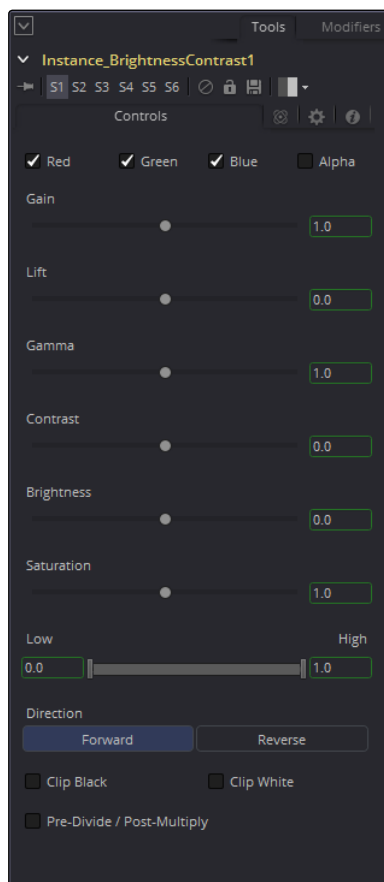 Tools Modifiers
Instance_BrightnessContrast1
S1 S2 S3 S4 S5 S6
Controls
Red Green Blue Alpha
Gain
1.0
Lift
0.0
Gamma
1.0
Contrast
0.0
Brightness
0.0
Saturation
1.0
Low High
0.0 1.0
Direction
Forward Reverse
Clip Black Clip White
Pre-Divide / Post-Multiply